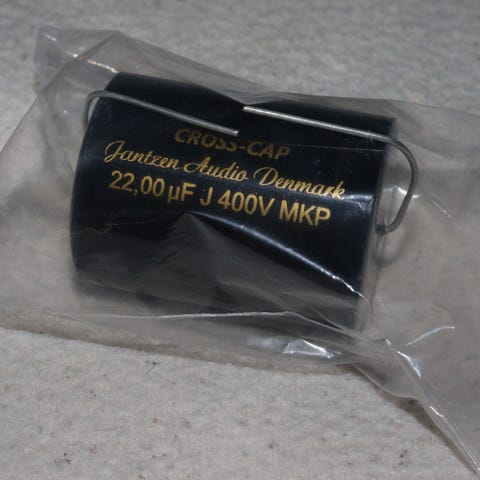 CROSS-CAP
Jantzen Audio Denmark
22,00 µF J 400V MKP